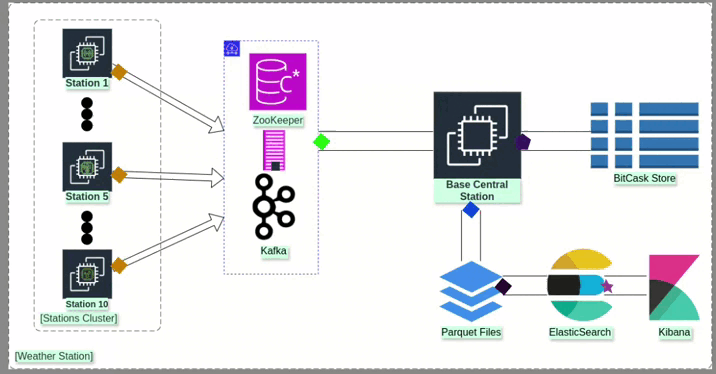 Station 1
Station 5
Station 10
[Stations Cluster]
[Weather Station]
C*
ZooKeeper
Kafka
Base Central
Station
BitCask Store
Parquet Files
ElasticSearch
Kibana